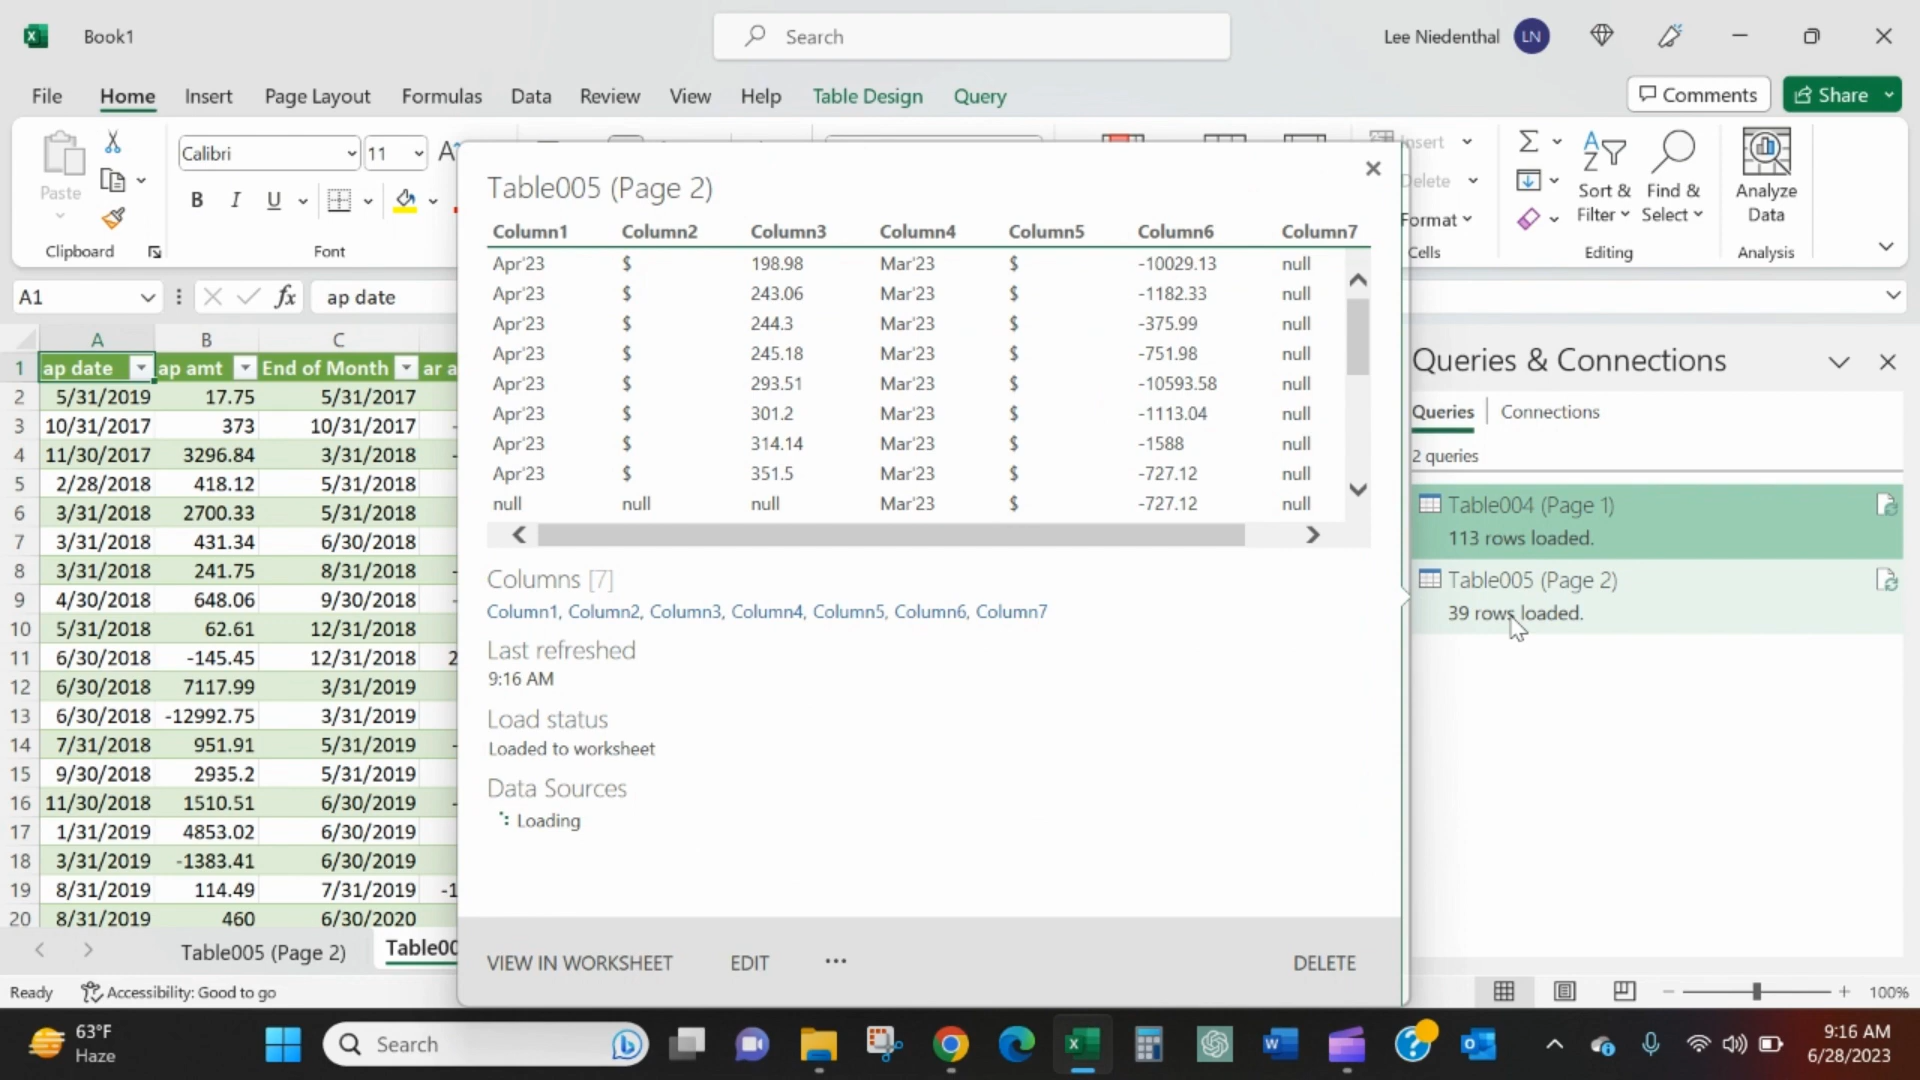 Book1
Search
Lee Niedenthal LN
File Home Insert Page Layout Formulas Data Review View Help Table Design Query
Comments Share
Paste
Clipboard
Calibri 11
B I U
Font
Insert
Delete
Format
Cells
Sort & Filter
Find & Select
Editing
Analyze Data
Analysis
A1 fx ap date
A B C
1 ap date ap amt End of Month ar a
2 5/31/2019 17.75 5/31/2017
3 10/31/2017 373 10/31/2017 -
4 11/30/2017 3296.84 3/31/2018 -
5 2/28/2018 418.12 5/31/2018
6 3/31/2018 2700.33 5/31/2018
7 3/31/2018 431.34 6/30/2018
8 3/31/2018 241.75 8/31/2018 -
9 4/30/2018 648.06 9/30/2018 -
10 5/31/2018 62.61 12/31/2018
11 6/30/2018 -145.45 12/31/2018 2
12 6/30/2018 7117.99 3/31/2019
13 6/30/2018 -12992.75 3/31/2019
14 7/31/2018 951.91 5/31/2019 -
15 9/30/2018 2935.2 5/31/2019
16 11/30/2018 1510.51 6/30/2019 -
17 1/31/2019 4853.02 6/30/2019
18 3/31/2019 -1383.41 6/30/2019
19 8/31/2019 114.49 7/31/2019 -1
20 8/31/2019 460 6/30/2020
Table005 (Page 2)
Column1 Column2 Column3 Column4 Column5 Column6 Column7
Apr'23 $ 198.98 Mar'23 $ -10029.13 null
Apr'23 $ 243.06 Mar'23 $ -1182.33 null
Apr'23 $ 244.3 Mar'23 $ -375.99 null
Apr'23 $ 245.18 Mar'23 $ -751.98 null
Apr'23 $ 293.51 Mar'23 $ -10593.58 null
Apr'23 $ 301.2 Mar'23 $ -1113.04 null
Apr'23 $ 314.14 Mar'23 $ -1588 null
Apr'23 $ 351.5 Mar'23 $ -727.12 null
null null null Mar'23 $ -727.12 null
Columns [7]
Column1, Column2, Column3, Column4, Column5, Column6, Column7
Last refreshed
9:16 AM
Load status
Loaded to worksheet
Data Sources
Loading
VIEW IN WORKSHEET EDIT ... DELETE
Queries & Connections
Queries Connections
2 queries
Table004 (Page 1)
113 rows loaded.
Table005 (Page 2)
39 rows loaded.
Table005 (Page 2) Table00
Ready Accessibility: Good to go 100%
63°F
Haze
Search
9:16 AM
6/28/2023